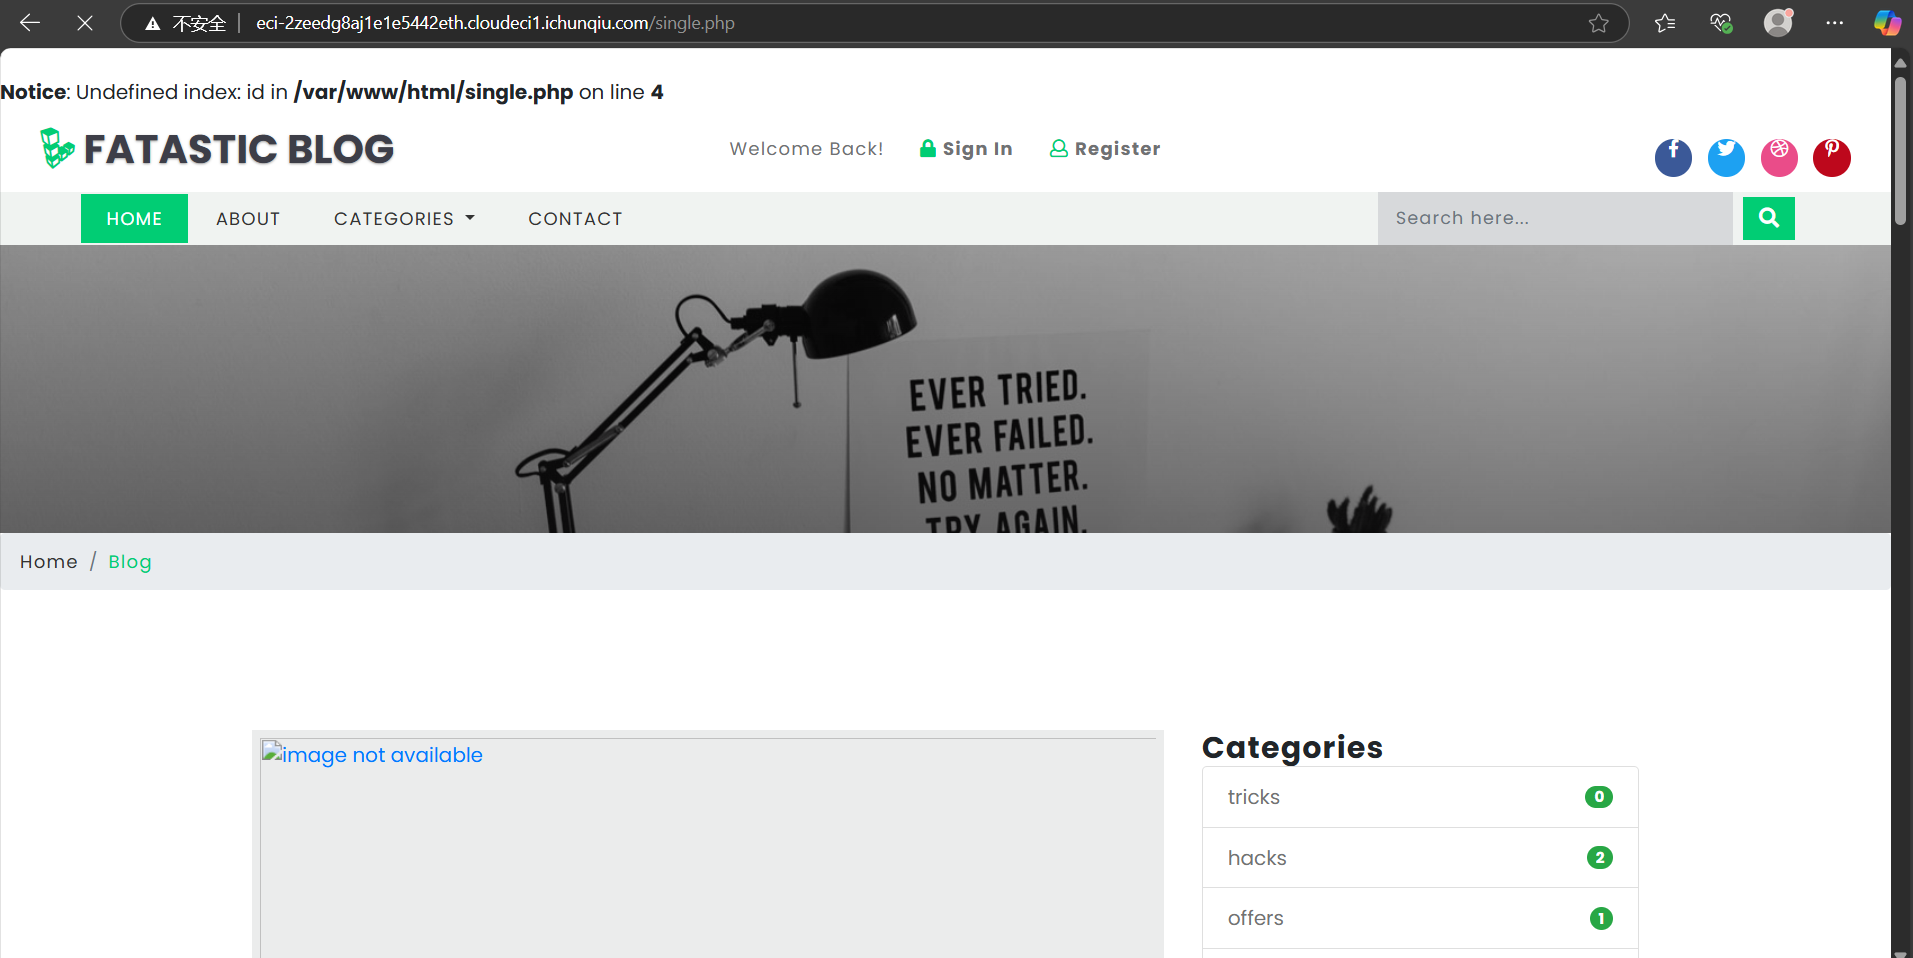 不安全
eci-2zeedg8aj1e1e5442eth.cloudeci1.ichunqiu.com/single.php
Notice: Undefined index: id in /var/www/html/single.php on line 4
FATASTIC BLOG
Welcome Back!
Sign In
Register
HOME
ABOUT
CATEGORIES
CONTACT
Search here...
EVER TRIED.
EVER FAILED.
NO MATTER.
TRY AGAIN.
Home / Blog
image not available
Categories
tricks 0
hacks 2
offers 1